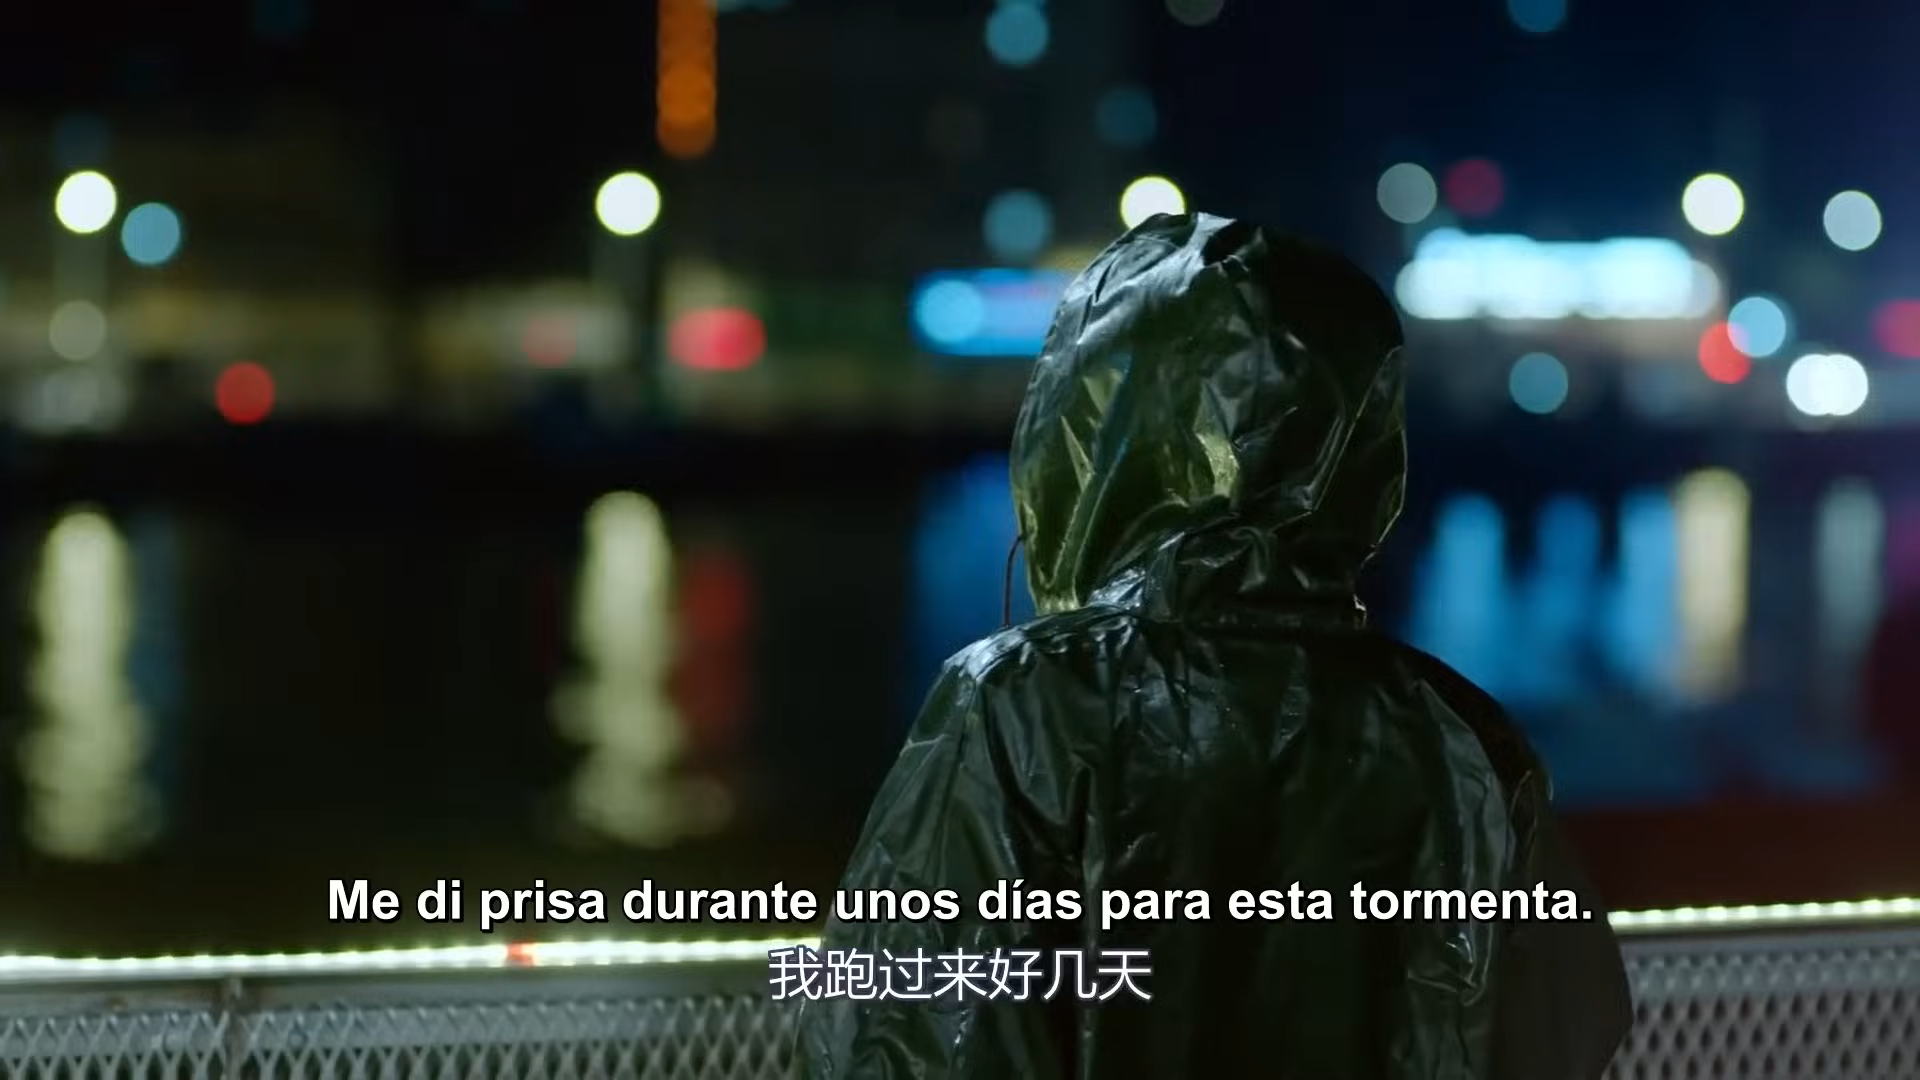 Me di prisa durante unos días para esta tormenta.
我跑过来好几天